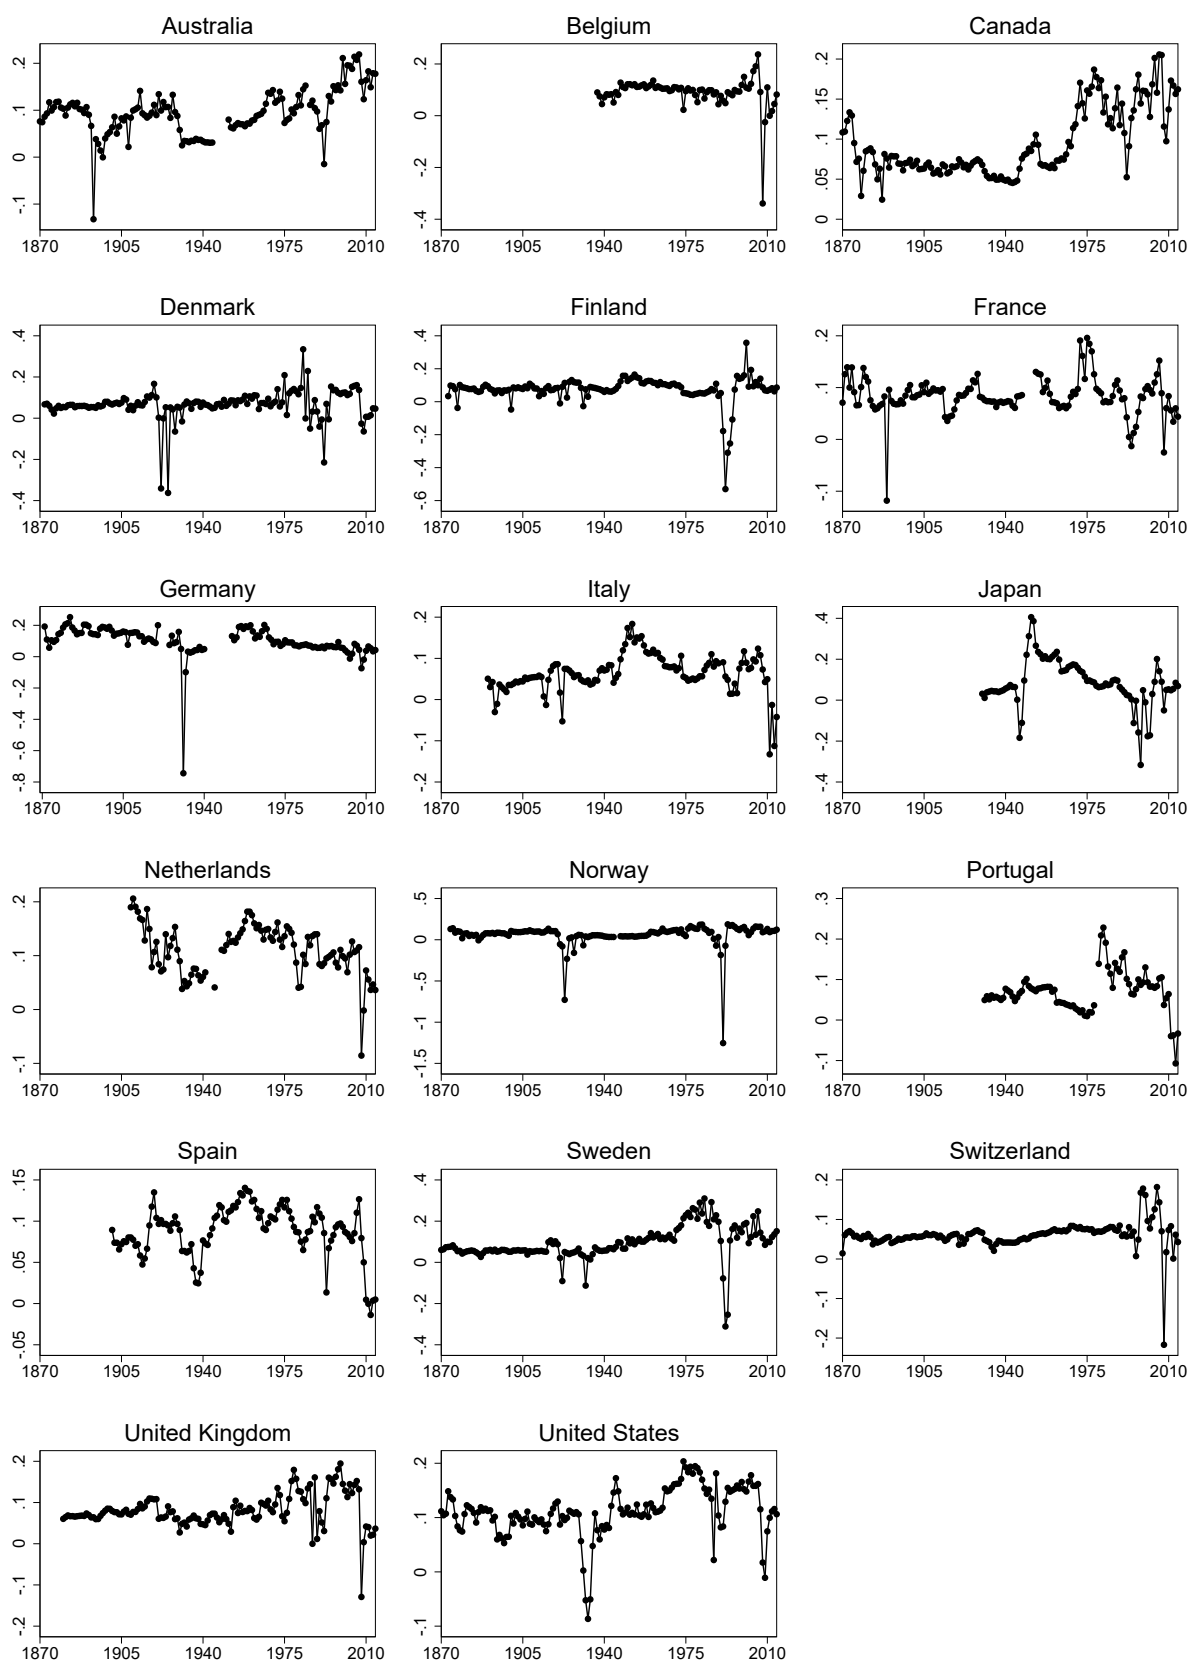 Australia Belgium Canada
.2 .1 0 -.1
1870 1905 1940 1975 2010
.2 0 -.2 -.4
1870 1905 1940 1975 2010
.2 .15 .1 .05 0
1870 1905 1940 1975 2010
Denmark Finland France
.4 .2 0 -.2 -.4
1870 1905 1940 1975 2010
.4 .2 0 -.2 -.4 -.6
1870 1905 1940 1975 2010
.2 .1 0 -.1
1870 1905 1940 1975 2010
Germany Italy Japan
.2 0 -.2 -.4 -.6 -.8
1870 1905 1940 1975 2010
.2 .1 0 -.1 -.2
1870 1905 1940 1975 2010
.4 .2 0 -.2 -.4
1870 1905 1940 1975 2010
Netherlands Norway Portugal
.2 .1 0 -.1
1870 1905 1940 1975 2010
.5 0 -.5 -1 -1.5
1870 1905 1940 1975 2010
.3 .2 .1 0 -.1
1870 1905 1940 1975 2010
Spain Sweden Switzerland
.15 .1 .05 0 -.05
1870 1905 1940 1975 2010
.4 .2 0 -.2 -.4
1870 1905 1940 1975 2010
.2 .1 0 -.1 -.2
1870 1905 1940 1975 2010
United Kingdom United States
.2 .1 0 -.1 -.2
1870 1905 1940 1975 2010
.2 .1 0 -.1
1870 1905 1940 1975 2010